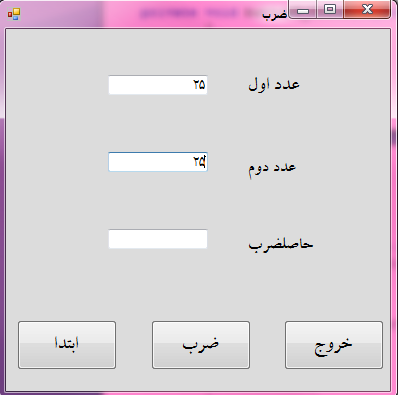 ضرب
عدد اول ۲۵
عدد دوم ۲۵
حاصلضرب
خروج ضرب ابتدا